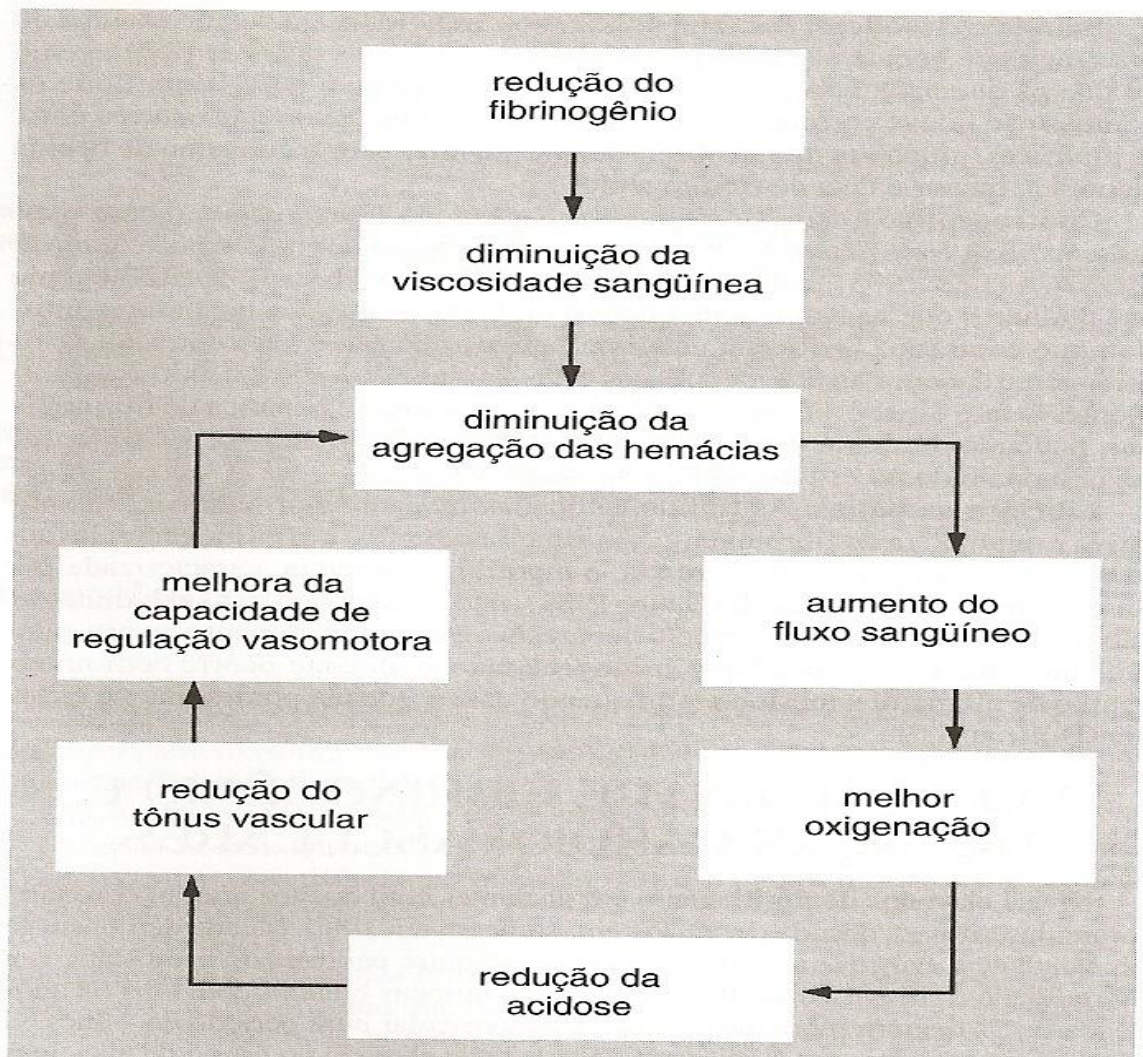 redução do
fibrinogênio
diminuição da
viscosidade sangüínea
diminuição da
agregação das hemácias
melhora da
capacidade de
regulação vasomotora
aumento do
fluxo sangüíneo
redução do
tônus vascular
melhor
oxigenação
redução da
acidose